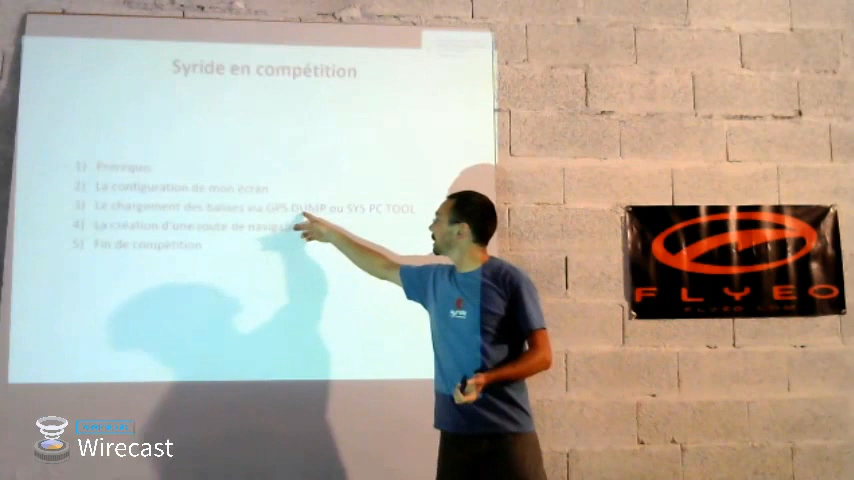 Syride en compétition
1) Prérequis
2) La configuration de mon écran
3) Le chargement des balises via GPS DUMP ou SYS PC TOOL
4) La création d'une route de
5) Fin de compétition
FLYEO
Wirecast